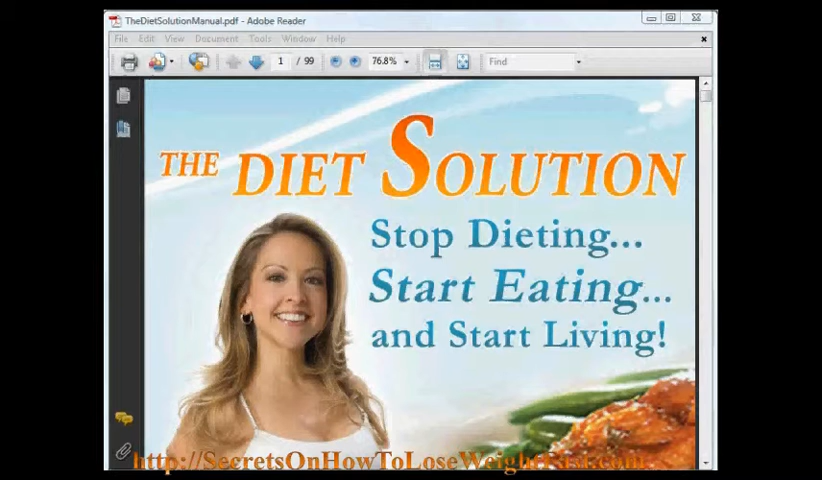 TheDietSolutionManual.pdf - Adobe Reader
File Edit View Document Tools Window Help
1 / 99 76.8% Find
THE DIET SOLUTION
Stop Dieting...
Start Eating...
and Start Living!
http://SecretsOnHowToLoseWeightFast.com